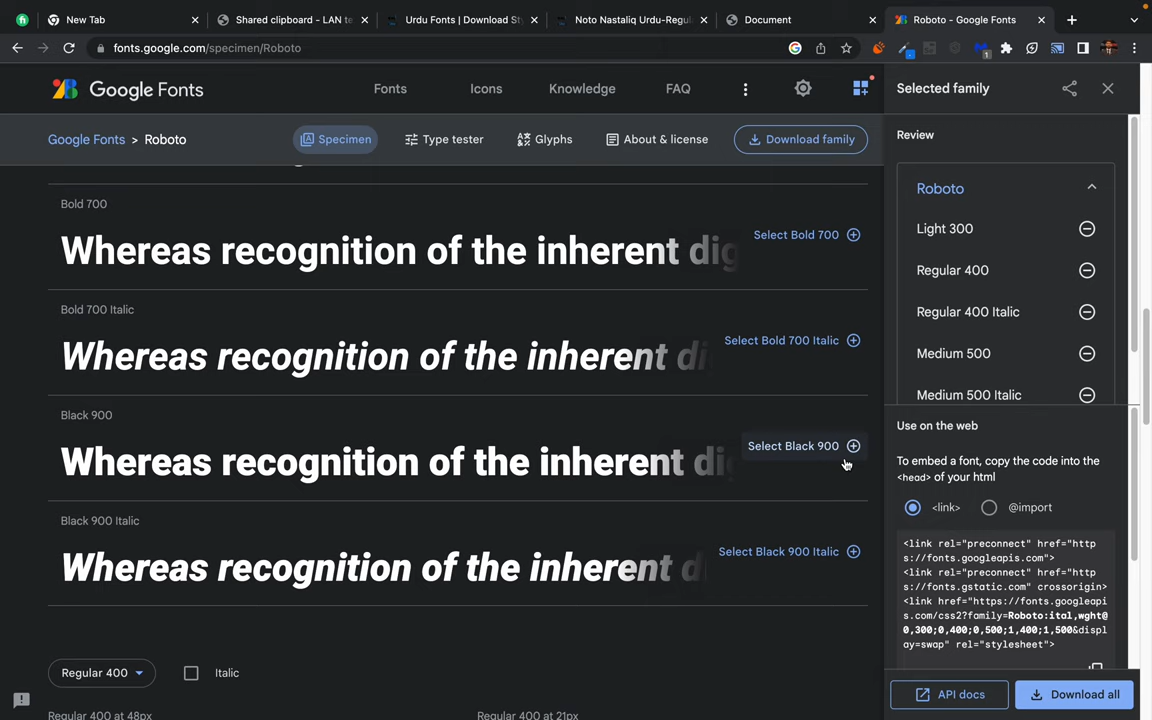 New Tab
Shared clipboard - LAN te
Urdu Fonts | Download St
Noto Nastaliq Urdu-Regul
Document
Roboto - Google Fonts
fonts.google.com/specimen/Roboto
1
Google Fonts
Fonts
Icons
Knowledge
FAQ
Selected family
Google Fonts > Roboto
Specimen
Type tester
Glyphs
About & license
Download family
Review
Roboto
Light 300
Regular 400
Regular 400 Italic
Medium 500
Medium 500 Italic
Bold 700
Whereas recognition of the inherent dig
Select Bold 700
Bold 700 Italic
Whereas recognition of the inherent di
Select Bold 700 Italic
Black 900
Whereas recognition of the inherent di
Select Black 900
Black 900 Italic
Whereas recognition of the inherent d
Select Black 900 Italic
Regular 400
Italic
Regular 400 at 48px
Regular 400 at 21px
Use on the web
To embed a font, copy the code into the
<head> of your html
<link>
@import
<link rel="preconnect" href="http
s://fonts.googleapis.com">
<link rel="preconnect" href="http
s://fonts.gstatic.com" crossorigin>
<link href="https://fonts.googleapi
s.com/css2?family=Roboto:ital,wght@
0,300;0,400;0,500;1,400;1,500&displ
ay=swap" rel="stylesheet">
API docs
Download all